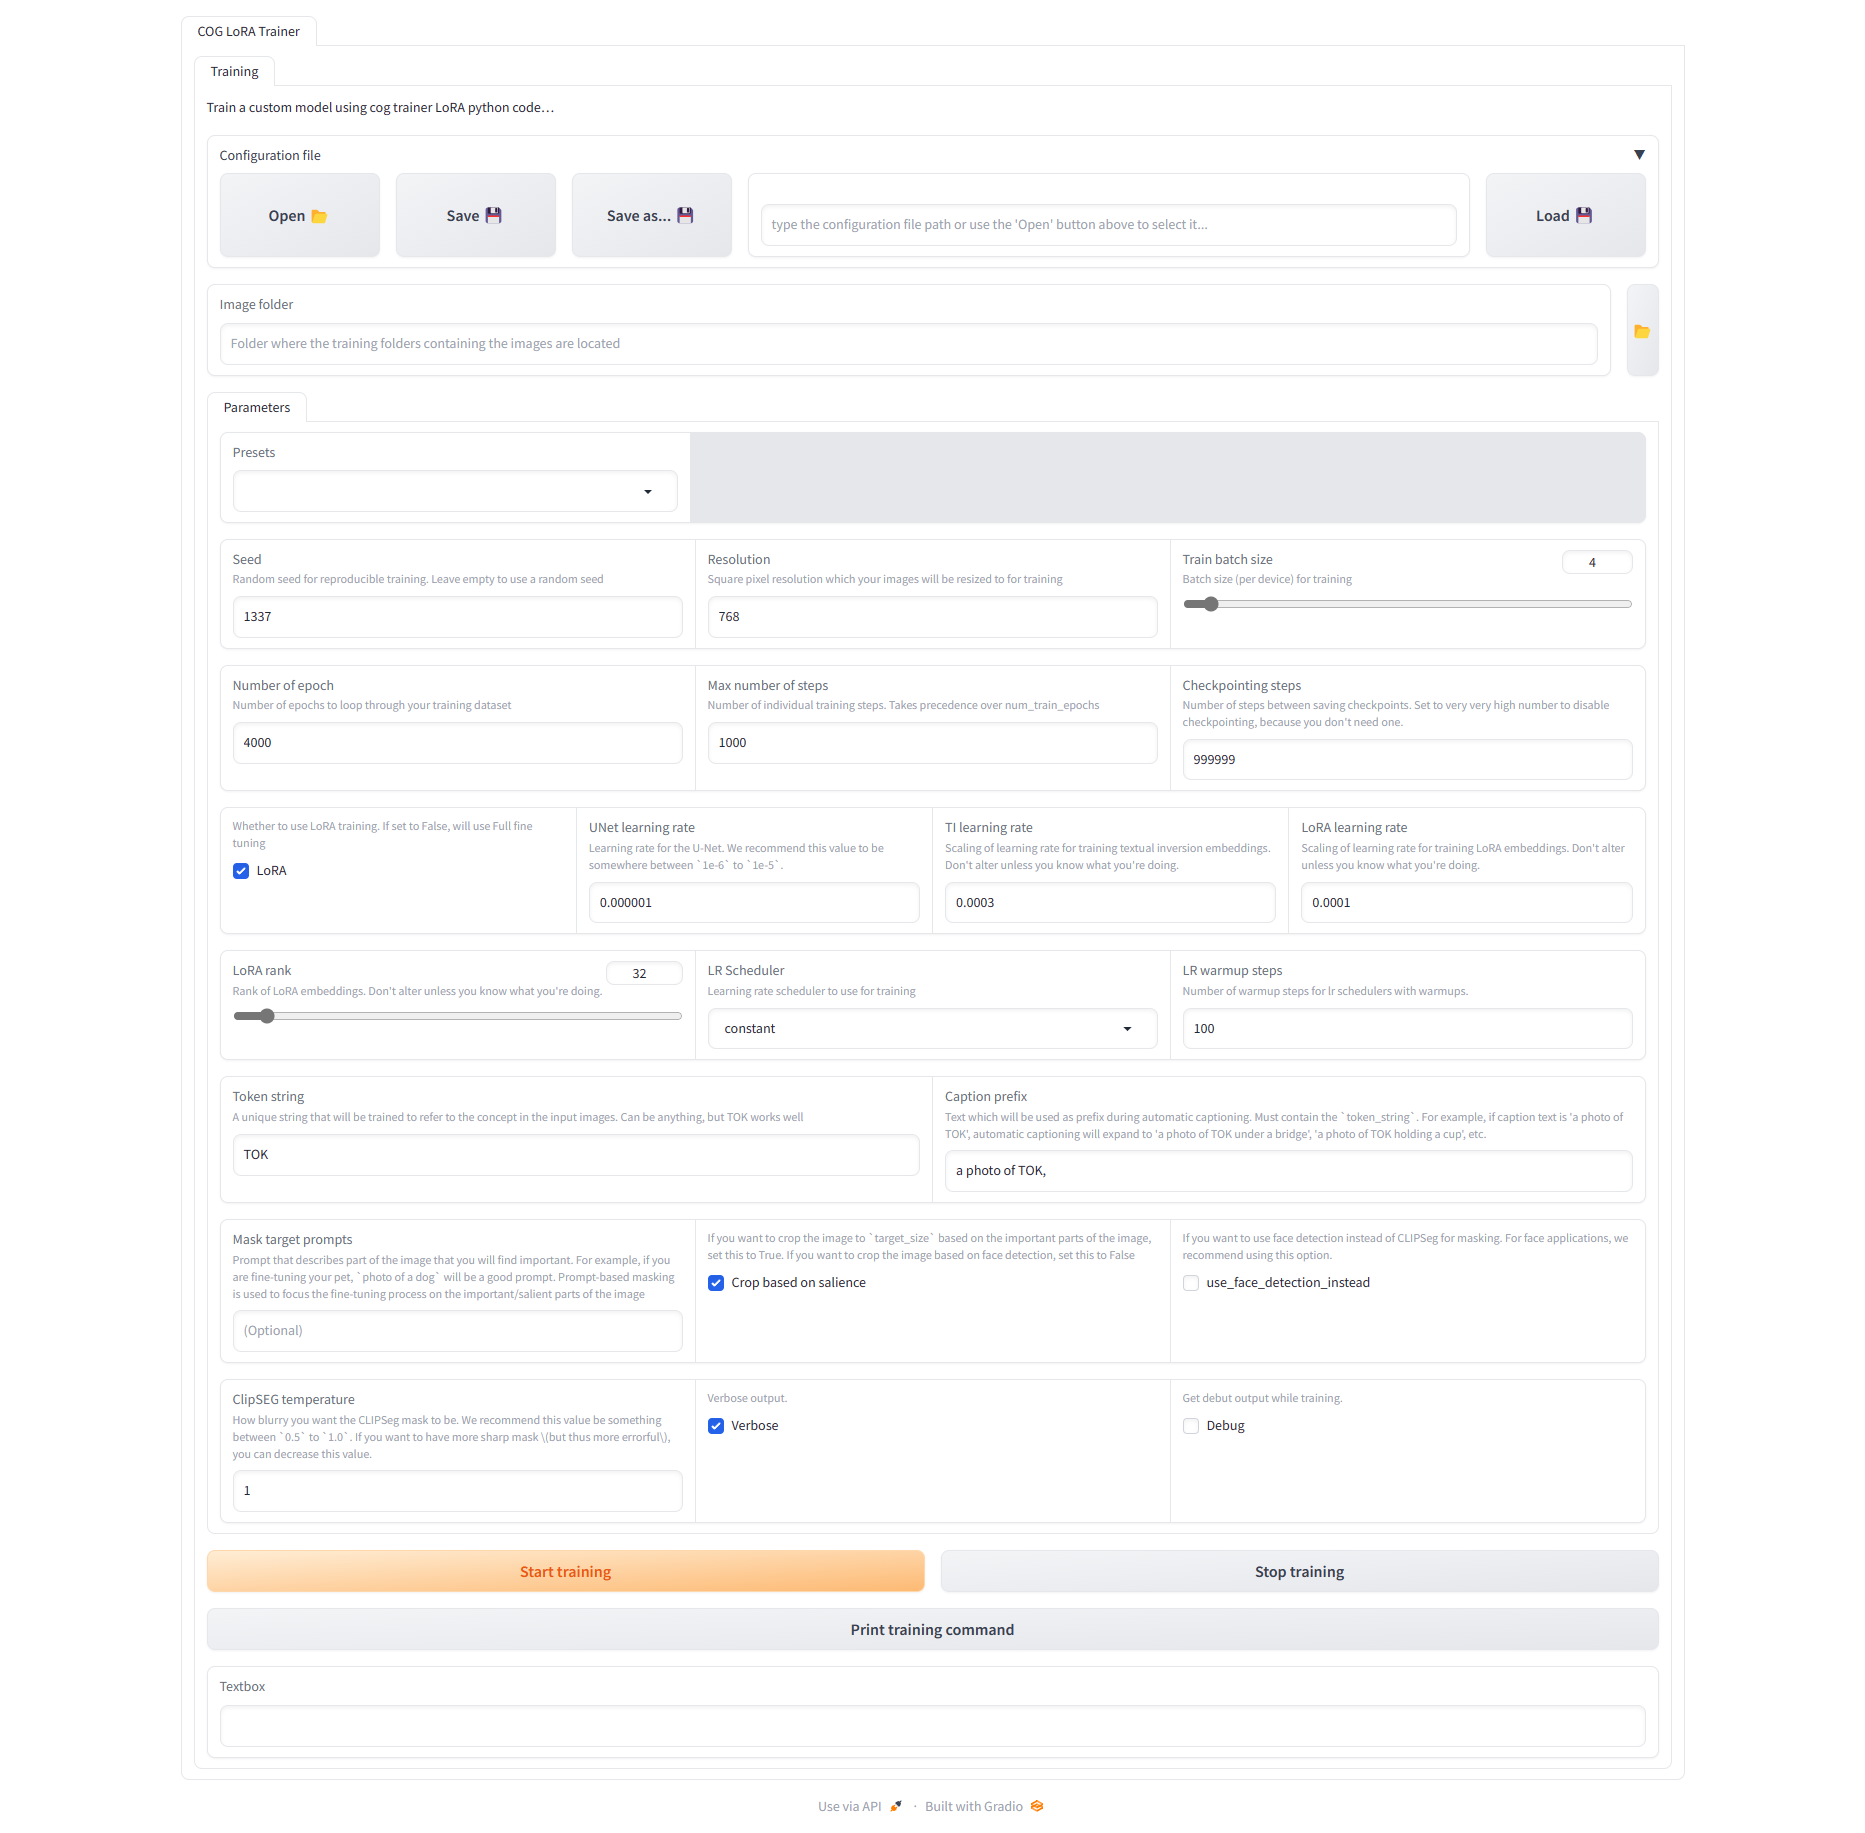 COG LoRA Trainer
Training
Train a custom model using cog trainer LoRA python code…
Configuration file ▼
Open 📂
Save 💾
Save as... 💾
type the configuration file path or use the 'Open' button above to select it...
Load 💾
Image folder
Folder where the training folders containing the images are located
Parameters
Presets
Seed
Random seed for reproducible training. Leave empty to use a random seed
1337
Resolution
Square pixel resolution which your images will be resized to for training
768
Train batch size
4
Batch size (per device) for training
Number of epoch
Number of epochs to loop through your training dataset
4000
Max number of steps
Number of individual training steps. Takes precedence over num_train_epochs
1000
Checkpointing steps
Number of steps between saving checkpoints. Set to very very high number to disable
checkpointing, because you don't need one.
999999
Whether to use LoRA training. If set to False, will use Full fine
tuning
LoRA
UNet learning rate
Learning rate for the U-Net. We recommend this value to be
somewhere between `1e-6` to `1e-5`.
0.000001
TI learning rate
Scaling of learning rate for training textual inversion embeddings.
Don't alter unless you know what you're doing.
0.0003
LoRA learning rate
Scaling of learning rate for training LoRA embeddings. Don't alter
unless you know what you're doing.
0.0001
LoRA rank
32
Rank of LoRA embeddings. Don't alter unless you know what you're doing.
LR Scheduler
Learning rate scheduler to use for training
constant
LR warmup steps
Number of warmup steps for lr schedulers with warmups.
100
Token string
A unique string that will be trained to refer to the concept in the input images. Can be anything, but TOK works well
TOK
Caption prefix
Text which will be used as prefix during automatic captioning. Must contain the `token_string`. For example, if caption text is 'a photo of
TOK', automatic captioning will expand to 'a photo of TOK under a bridge', 'a photo of TOK holding a cup', etc.
a photo of TOK,
Mask target prompts
Prompt that describes part of the image that you will find important. For example, if you
are fine-tuning your pet, `photo of a dog` will be a good prompt. Prompt-based masking
is used to focus the fine-tuning process on the important/salient parts of the image
(Optional)
If you want to crop the image to `target_size` based on the important parts of the image,
set this to True. If you want to crop the image based on face detection, set this to False
Crop based on salience
If you want to use face detection instead of CLIPSeg for masking. For face applications, we
recommend using this option.
use_face_detection_instead
ClipSEG temperature
How blurry you want the CLIPSeg mask to be. We recommend this value be something
between `0.5` to `1.0`. If you want to have more sharp mask \(but thus more errorful\),
you can decrease this value.
1
Verbose output.
Verbose
Get debut output while training.
Debug
Start training
Stop training
Print training command
Textbox
Use via API 🚀 · Built with Gradio